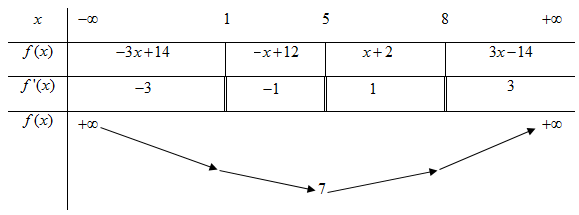 x −∞ 1 5 8 +∞
f(x) −3x+14 −x+12 x+2 3x−14
f'(x) −3 −1 1 3
f(x) +∞ +∞
7